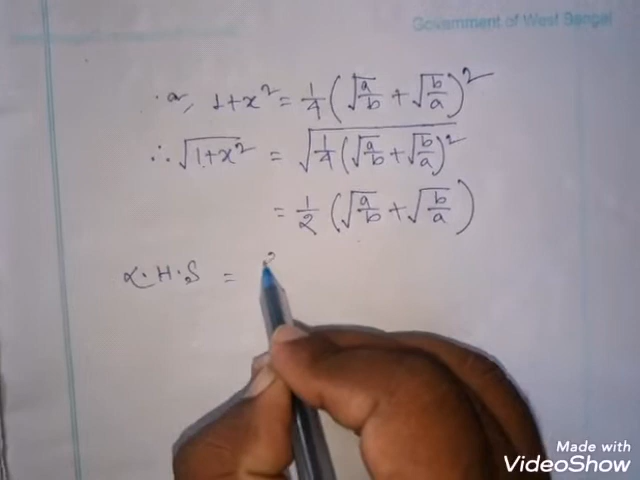 Government of West Bengal
a, 1+x² = 1/4 (√(a/b) + √(b/a))²
∴ √(1+x²) = √(1/4 (√(a/b) + √(b/a))²)
= 1/2 (√(a/b) + √(b/a))
L.H.S =
Made with
VideoShow